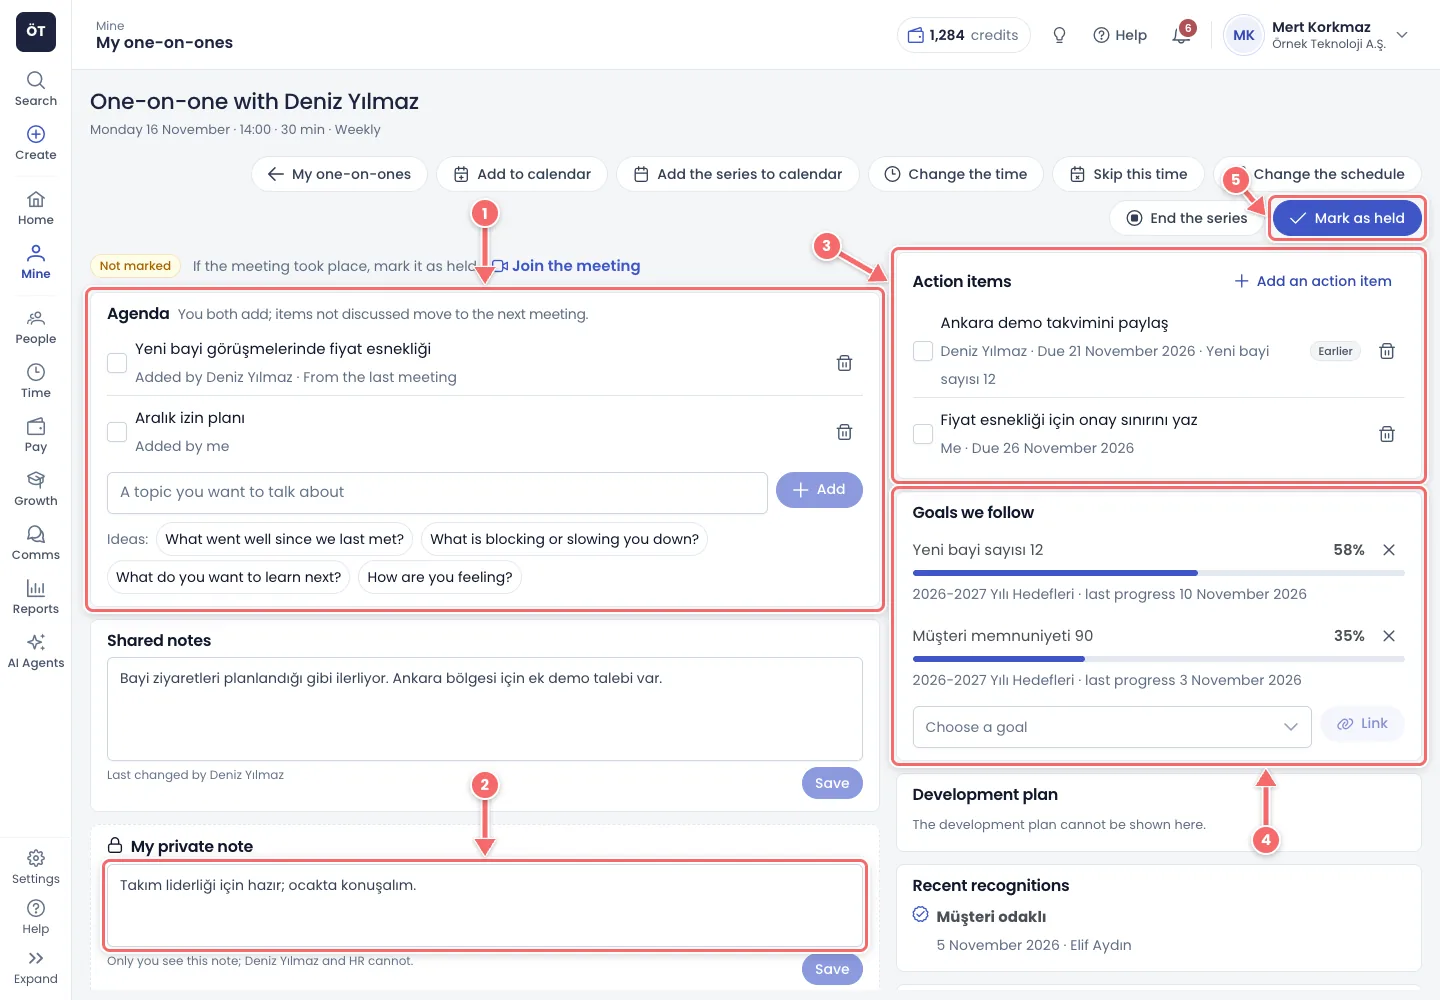 ÖT
Search
Create
Home
Mine
People
Time
Pay
Growth
Comms
Reports
AI Agents
Settings
Help
Expand
Mine
My one-on-ones
1,284 credits
Help
6
MK
Mert Korkmaz
Örnek Teknoloji A.Ş.
One-on-one with Deniz Yılmaz
Monday 16 November · 14:00 · 30 min · Weekly
My one-on-ones
Add to calendar
Add the series to calendar
Change the time
Skip this time
Change the schedule
End the series
Mark as held
5
1
3
Not marked
If the meeting took place, mark it as held
Join the meeting
Agenda You both add; items not discussed move to the next meeting.
Yeni bayi görüşmelerinde fiyat esnekliği
Added by Deniz Yılmaz · From the last meeting
Aralık izin planı
Added by me
A topic you want to talk about
Add
Ideas: What went well since we last met? What is blocking or slowing you down?
What do you want to learn next? How are you feeling?
Shared notes
Bayi ziyaretleri planlandığı gibi ilerliyor. Ankara bölgesi için ek demo talebi var.
Last changed by Deniz Yılmaz
Save
2
My private note
Takım liderliği için hazır; ocakta konuşalım.
Only you see this note; Deniz Yılmaz and HR cannot.
Save
Action items
Add an action item
Ankara demo takvimini paylaş
Deniz Yılmaz · Due 21 November 2026 · Yeni bayi
sayısı 12
Earlier
Fiyat esnekliği için onay sınırını yaz
Me · Due 26 November 2026
Goals we follow
Yeni bayi sayısı 12
58%
2026-2027 Yılı Hedefleri · last progress 10 November 2026
Müşteri memnuniyeti 90
35%
2026-2027 Yılı Hedefleri · last progress 3 November 2026
Choose a goal
Link
Development plan
The development plan cannot be shown here.
4
Recent recognitions
Müşteri odaklı
5 November 2026 · Elif Aydın